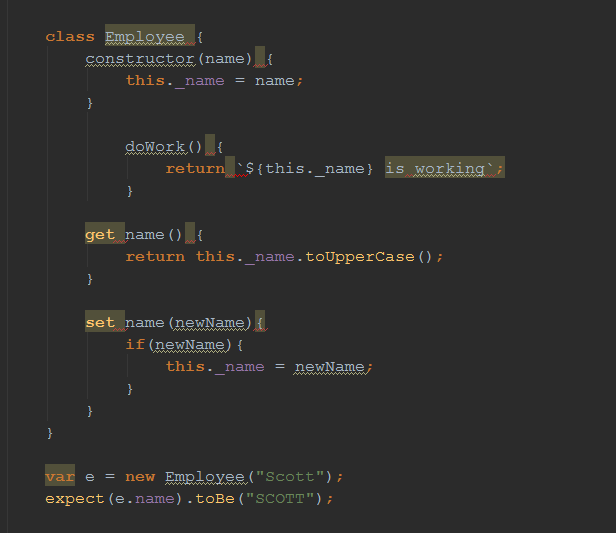 class Employee {
constructor(name) {
this._name = name;
}
doWork() {
return `${this._name} is working`;
}
get name() {
return this._name.toUpperCase();
}
set name(newName){
if(newName){
this._name = newName;
}
}
}
var e = new Employee("Scott");
expect(e.name).toBe("SCOTT");